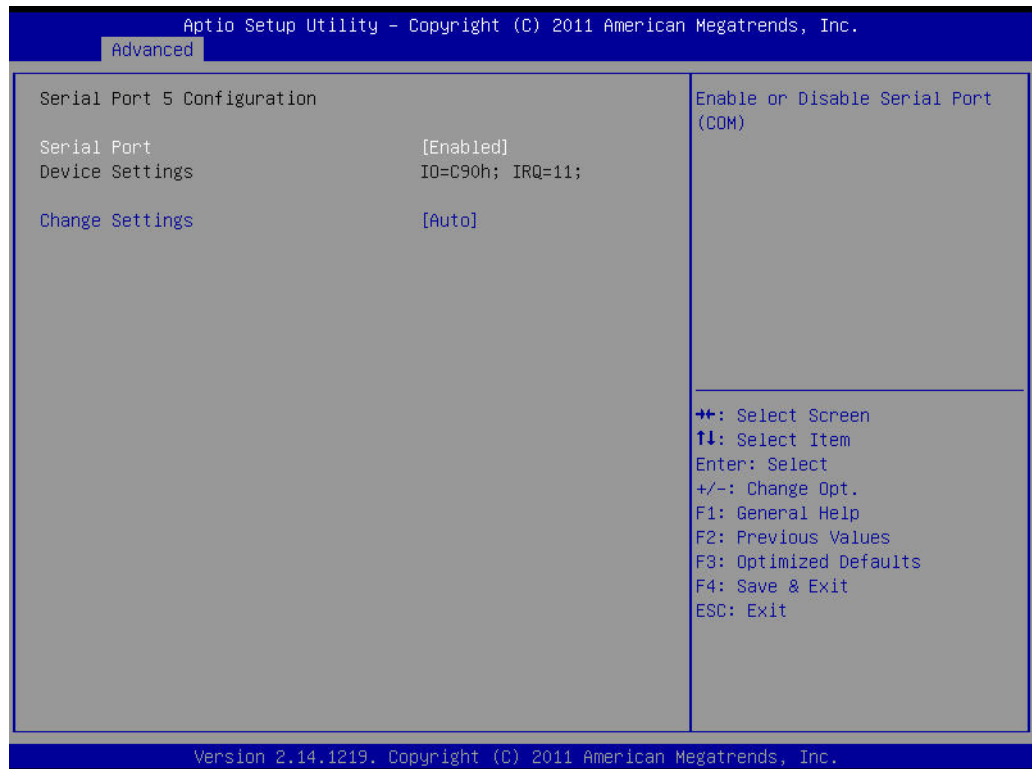 Aptio Setup Utility – Copyright (C) 2011 American Megatrends, Inc.
Advanced
Serial Port 5 Configuration
Serial Port [Enabled]
Device Settings IO=C90h; IRQ=11;
Change Settings [Auto]
Enable or Disable Serial Port
(COM)
→←: Select Screen
↑↓: Select Item
Enter: Select
+/-: Change Opt.
F1: General Help
F2: Previous Values
F3: Optimized Defaults
F4: Save & Exit
ESC: Exit
Version 2.14.1219. Copyright (C) 2011 American Megatrends, Inc.